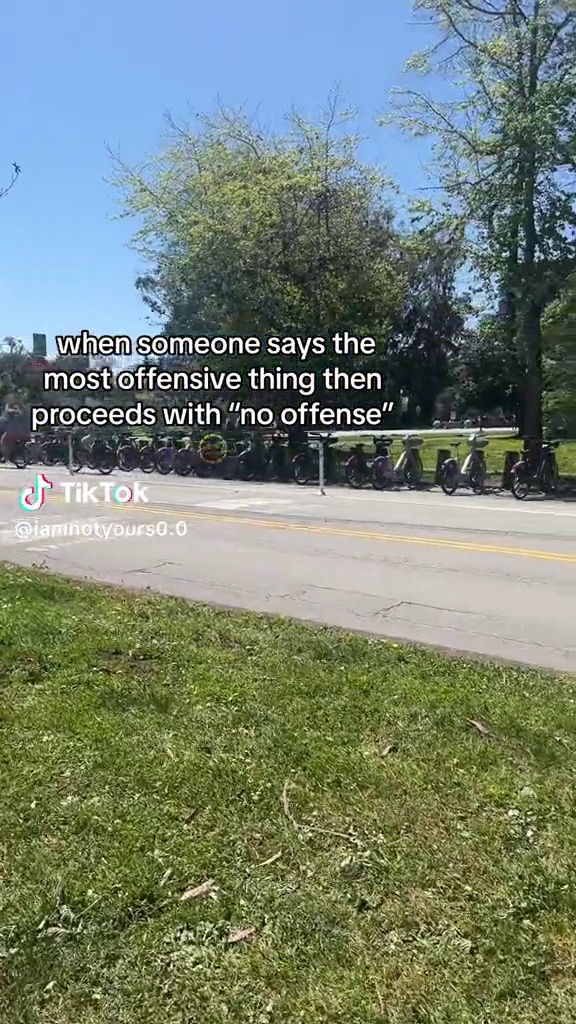 when someone says the
most offensive thing then
proceeds with “no offense”
TikTok
@iamnotyours0.0